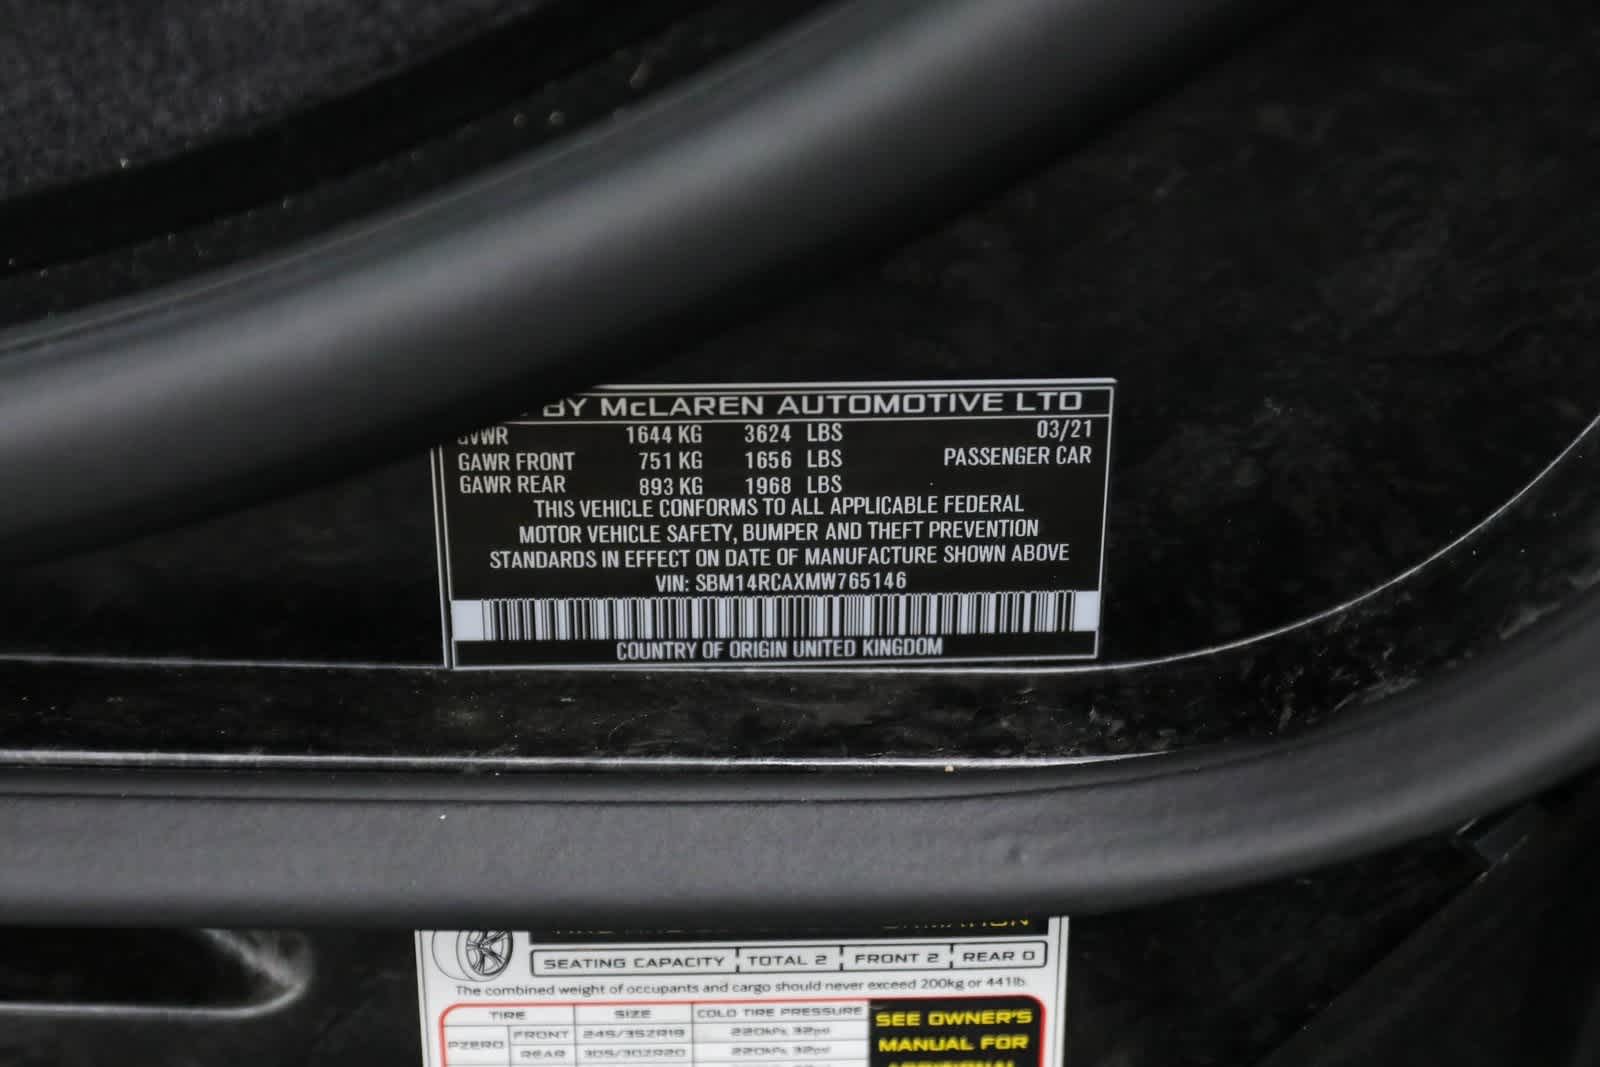 BY McLAREN AUTOMOTIVE LTD
GVWR 1644 KG 3624 LBS 03/21
GAWR FRONT 751 KG 1656 LBS PASSENGER CAR
GAWR REAR 893 KG 1968 LBS
THIS VEHICLE CONFORMS TO ALL APPLICABLE FEDERAL
MOTOR VEHICLE SAFETY, BUMPER AND THEFT PREVENTION
STANDARDS IN EFFECT ON DATE OF MANUFACTURE SHOWN ABOVE
VIN: SBM14RCAXMW765146
COUNTRY OF ORIGIN UNITED KINGDOM
SEATING CAPACITY TOTAL 2 FRONT 2 REAR 0
The combined weight of occupants and cargo should never exceed 200kg or 441lb.
TIRE SIZE COLD TIRE PRESSURE
PZERO
FRONT 245/35ZR19 220kPa, 32psi
REAR 305/30ZR20 220kPa, 32psi
SEE OWNER'S
MANUAL FOR